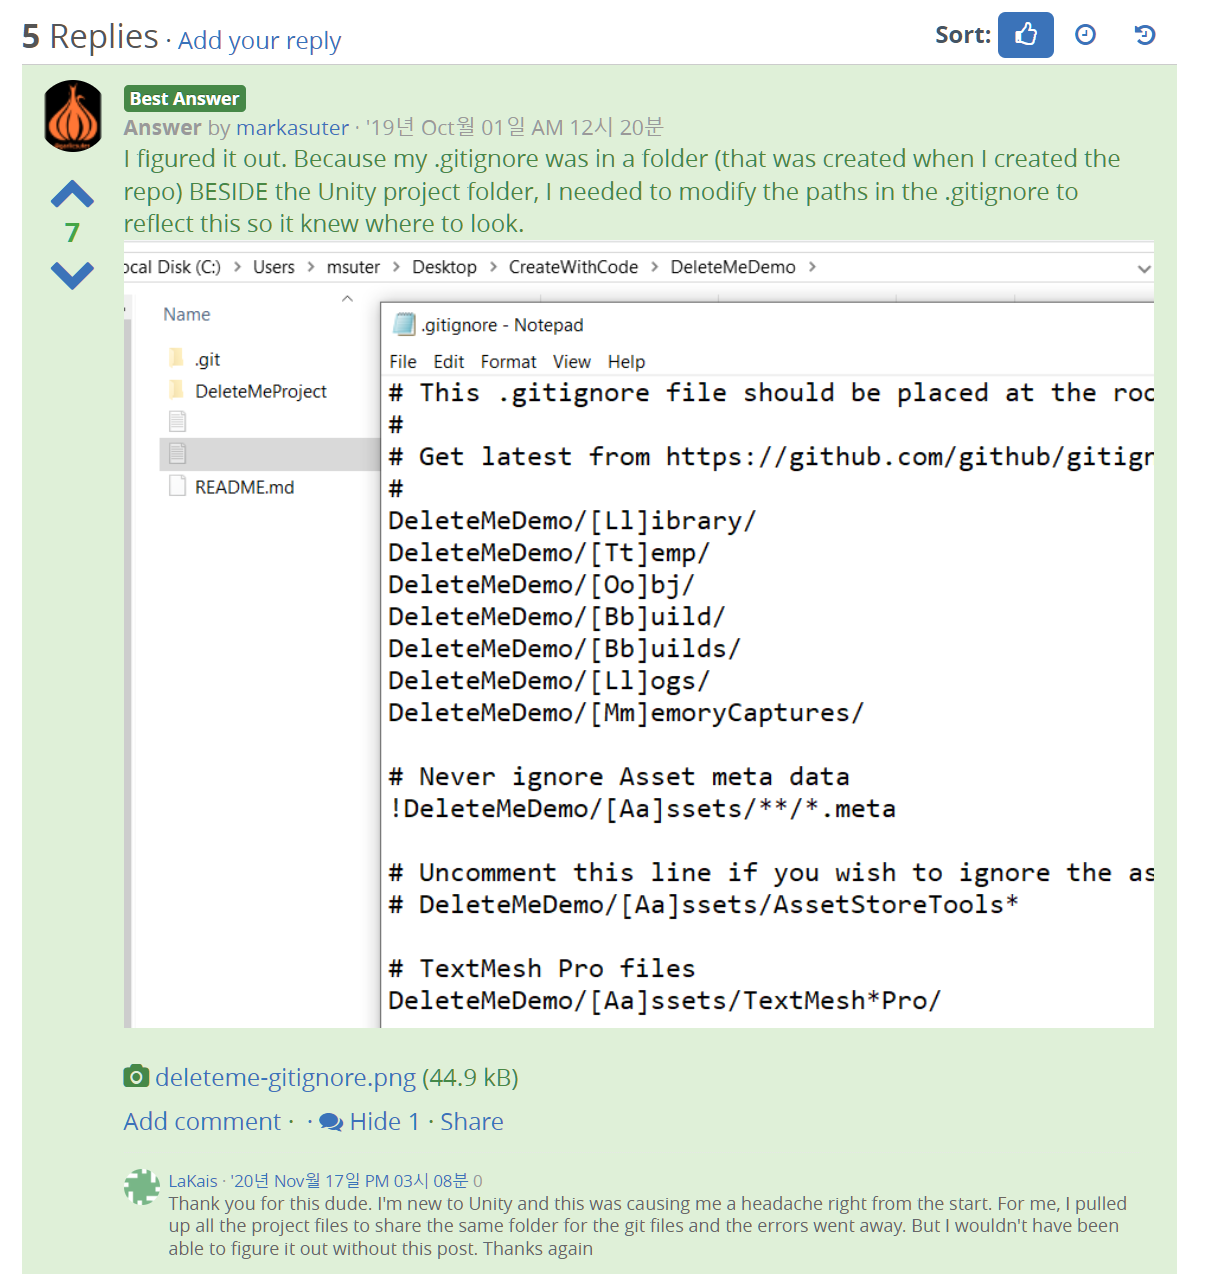 5 Replies · Add your reply
Sort:
Best Answer
Answer by markasuter · '19년 Oct월 01일 AM 12시 20분
I figured it out. Because my .gitignore was in a folder (that was created when I created the
repo) BESIDE the Unity project folder, I needed to modify the paths in the .gitignore to
reflect this so it knew where to look.
7
ocal Disk (C:) > Users > msuter > Desktop > CreateWithCode > DeleteMeDemo >
Name
.git
DeleteMeProject
README.md
.gitignore - Notepad
File Edit Format View Help
# This .gitignore file should be placed at the roo
#
# Get latest from https://github.com/github/gitign
#
DeleteMeDemo/[Ll]ibrary/
DeleteMeDemo/[Tt]emp/
DeleteMeDemo/[Oo]bj/
DeleteMeDemo/[Bb]uild/
DeleteMeDemo/[Bb]uilds/
DeleteMeDemo/[Ll]ogs/
DeleteMeDemo/[Mm]emoryCaptures/
# Never ignore Asset meta data
!DeleteMeDemo/[Aa]ssets/**/*.meta
# Uncomment this line if you wish to ignore the as
# DeleteMeDemo/[Aa]ssets/AssetStoreTools*
# TextMesh Pro files
DeleteMeDemo/[Aa]ssets/TextMesh*Pro/
deleteme-gitignore.png (44.9 kB)
Add comment · · Hide 1 · Share
LaKais · '20년 Nov월 17일 PM 03시 08분 0
Thank you for this dude. I'm new to Unity and this was causing me a headache right from the start. For me, I pulled
up all the project files to share the same folder for the git files and the errors went away. But I wouldn't have been
able to figure it out without this post. Thanks again